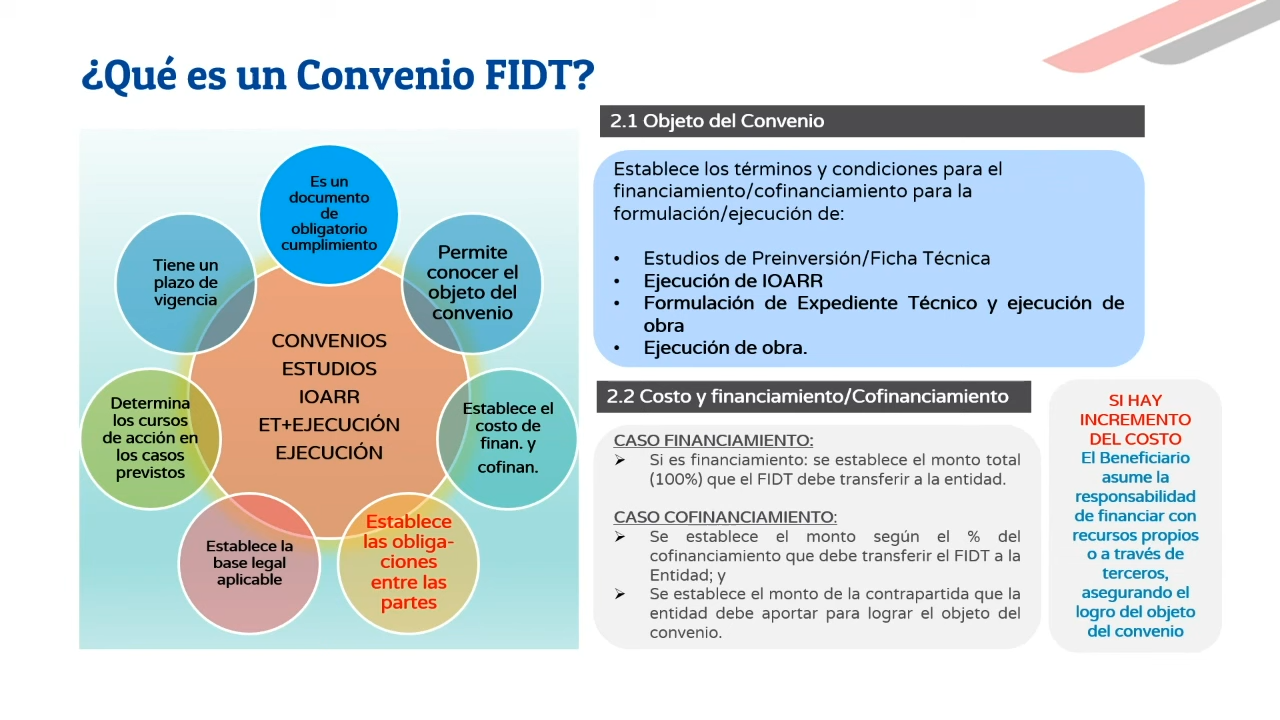 ¿Qué es un Convenio FIDT?
Es un
documento
de
obligatorio
cumplimiento
Permite
conocer el
objeto del
convenio
Establece el
costo de
finan. y
cofinan.
Establece
las obliga-
ciones
entre las
partes
Establece la
base legal
aplicable
Determina
los cursos
de acción en
los casos
previstos
Tiene un
plazo de
vigencia
CONVENIOS
ESTUDIOS
IOARR
ET+EJECUCIÓN
EJECUCIÓN
2.1 Objeto del Convenio
Establece los términos y condiciones para el
financiamiento/cofinanciamiento para la
formulación/ejecución de:
• Estudios de Preinversión/Ficha Técnica
• Ejecución de IOARR
• Formulación de Expediente Técnico y ejecución de
obra
• Ejecución de obra.
2.2 Costo y financiamiento/Cofinanciamiento
CASO FINANCIAMIENTO:
➢ Si es financiamiento: se establece el monto total
(100%) que el FIDT debe transferir a la entidad.
CASO COFINANCIAMIENTO:
➢ Se establece el monto según el % del
cofinanciamiento que debe transferir el FIDT a la
Entidad; y
➢ Se establece el monto de la contrapartida que la
entidad debe aportar para lograr el objeto del
convenio.
SI HAY
INCREMENTO
DEL COSTO
El Beneficiario
asume la
responsabilidad
de financiar con
recursos propios
o a través de
terceros,
asegurando el
logro del objeto
del convenio